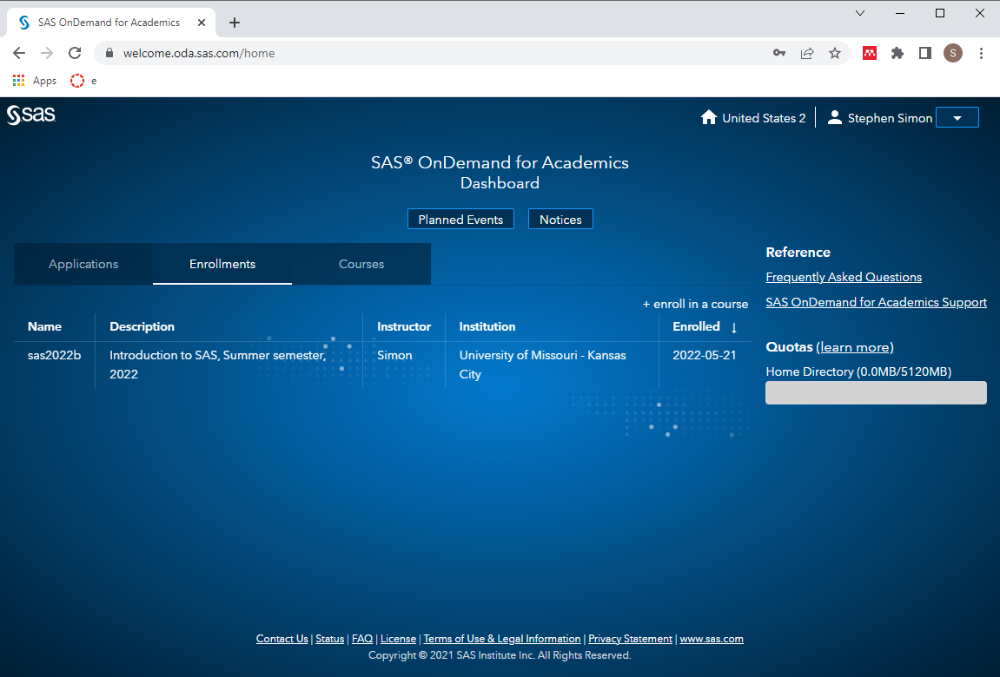 SAS OnDemand for Academics
welcome.oda.sas.com/home
S
Apps
e
sas
United States 2
Stephen Simon
SAS® OnDemand for Academics
Dashboard
Planned Events
Notices
Applications
Enrollments
Courses
+ enroll in a course
Name
Description
Instructor
Institution
Enrolled ↓
sas2022b
Introduction to SAS, Summer semester,
2022
Simon
University of Missouri - Kansas
City
2022-05-21
Reference
Frequently Asked Questions
SAS OnDemand for Academics Support
Quotas (learn more)
Home Directory (0.0MB/5120MB)
Contact Us | Status | FAQ | License | Terms of Use & Legal Information | Privacy Statement | www.sas.com
Copyright © 2021 SAS Institute Inc. All Rights Reserved.